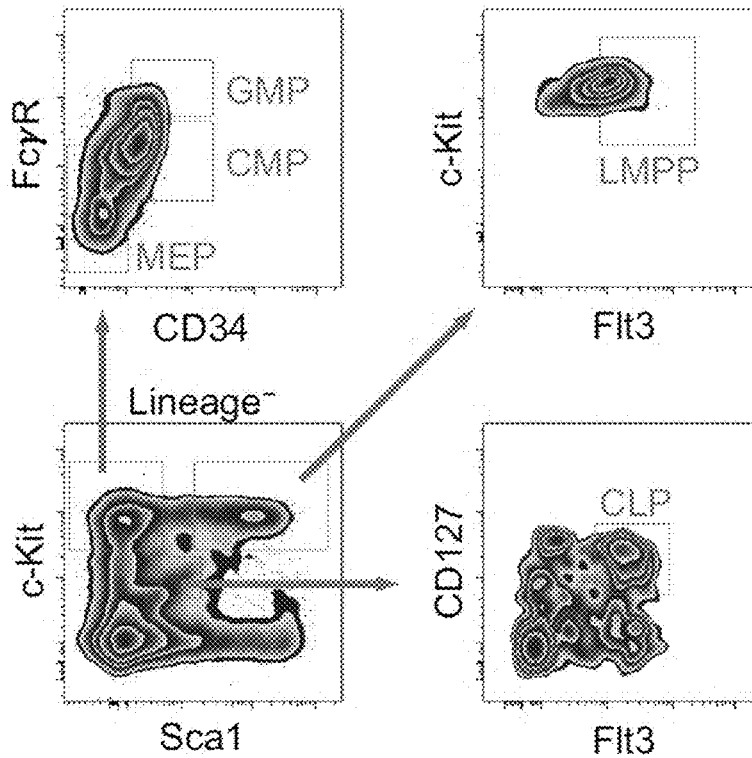 FcγR
GMP
CMP
MEP
CD34
c-Kit
LMPP
Flt3
Lineage⁻
c-Kit
Sca1
CD127
CLP
Flt3